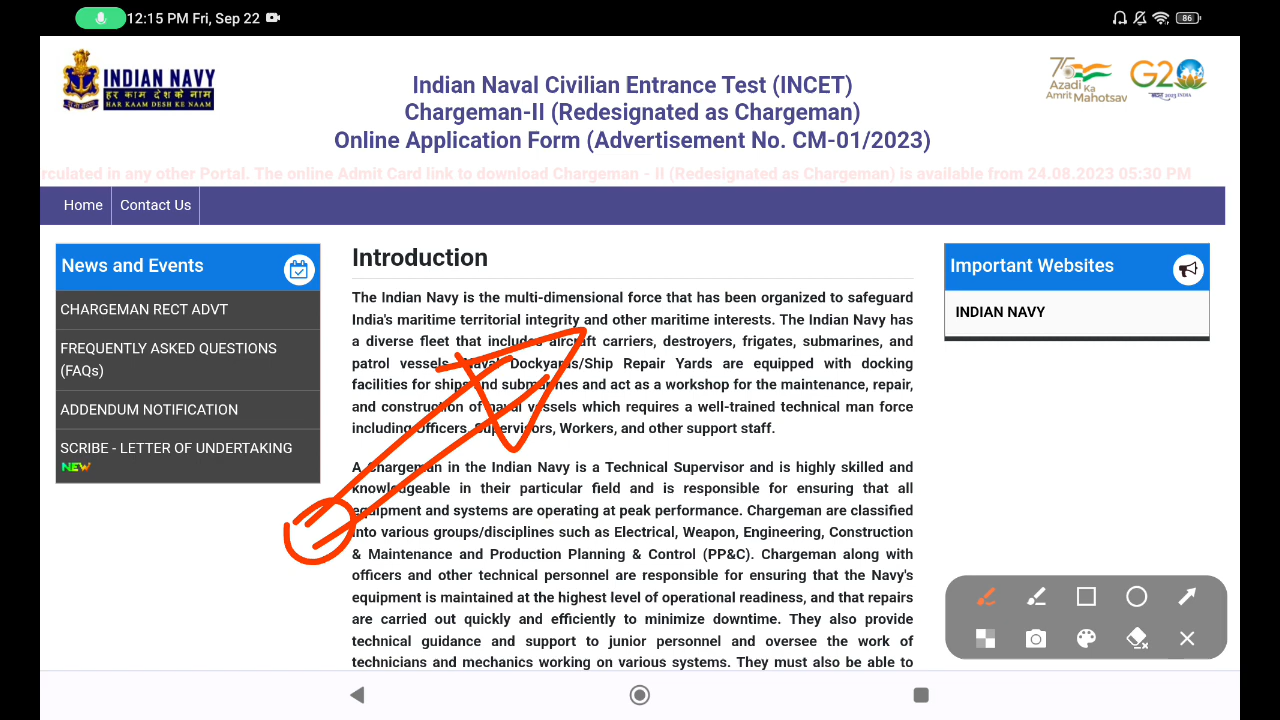 12:15 PM Fri, Sep 22
86
INDIAN NAVY
हर काम देश के नाम
HAR KAAM DESH KE NAAM
Indian Naval Civilian Entrance Test (INCET)
Chargeman-II (Redesignated as Chargeman)
Online Application Form (Advertisement No. CM-01/2023)
75
Azadi Ka
Amrit Mahotsav
G20
rculated in any other Portal. The online Admit Card link to download Chargeman - II (Redesignated as Chargeman) is available from 24.08.2023 05:30 PM
Home
Contact Us
News and Events
CHARGEMAN RECT ADVT
FREQUENTLY ASKED QUESTIONS
(FAQs)
ADDENDUM NOTIFICATION
SCRIBE - LETTER OF UNDERTAKING
NEW
Introduction
The Indian Navy is the multi-dimensional force that has been organized to safeguard
India's maritime territorial integrity and other maritime interests. The Indian Navy has
a diverse fleet that includes aircraft carriers, destroyers, frigates, submarines, and
patrol vessels. Naval Dockyards/Ship Repair Yards are equipped with docking
facilities for ships and submarines and act as a workshop for the maintenance, repair,
and construction of naval vessels which requires a well-trained technical man force
including Officers, Supervisors, Workers, and other support staff.
A Chargeman in the Indian Navy is a Technical Supervisor and is highly skilled and
knowledgeable in their particular field and is responsible for ensuring that all
equipment and systems are operating at peak performance. Chargeman are classified
into various groups/disciplines such as Electrical, Weapon, Engineering, Construction
& Maintenance and Production Planning & Control (PP&C). Chargeman along with
officers and other technical personnel are responsible for ensuring that the Navy's
equipment is maintained at the highest level of operational readiness, and that repairs
are carried out quickly and efficiently to minimize downtime. They also provide
technical guidance and support to junior personnel and oversee the work of
technicians and mechanics working on various systems. They must also be able to
Important Websites
INDIAN NAVY